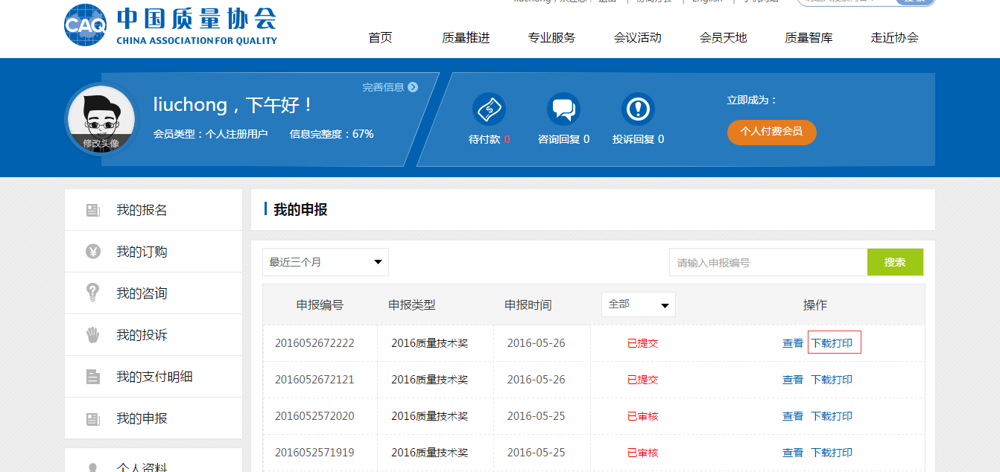 中国质量协会
CHINA ASSOCIATION FOR QUALITY
CAQ
English
首页 质量推进 专业服务 会议活动 会员天地 质量智库 走近协会
完善信息
liuchong，下午好！
会员类型：个人注册用户 信息完整度：67%
修改头像
待付款 0 咨询回复 0 投诉回复 0
立即成为：
个人付费会员
我的报名
我的订购
我的咨询
我的投诉
我的支付明细
我的申报
个人资料
我的申报
最近三个月 请输入申报编号 搜索
申报编号 申报类型 申报时间 全部 操作
2016052672222 2016质量技术奖 2016-05-26 已提交 查看 下载打印
2016052672121 2016质量技术奖 2016-05-26 已提交 查看 下载打印
2016052572020 2016质量技术奖 2016-05-25 已审核 查看 下载打印
2016052571919 2016质量技术奖 2016-05-25 已审核 查看 下载打印